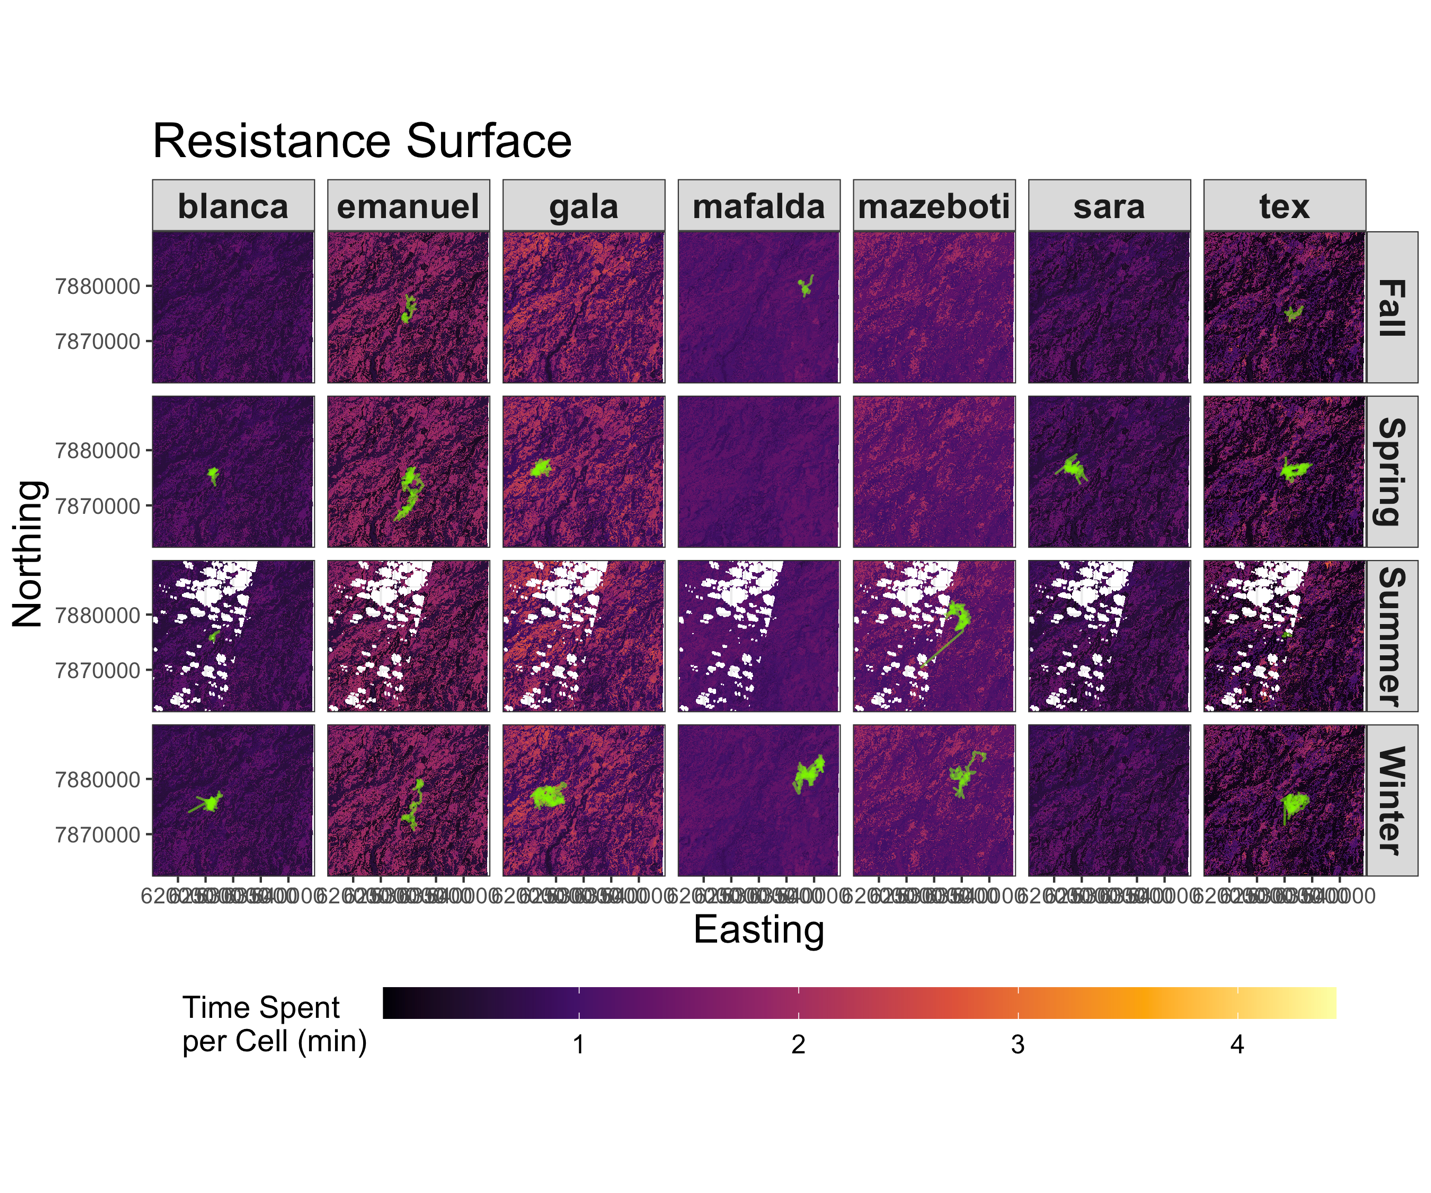 Resistance Surface
blanca emanuel gala mafalda mazeboti sara tex
Fall
7880000
7870000
Spring
7880000
7870000
Summer
7880000
7870000
Winter
7880000
7870000
Northing
Easting
Time Spent
per Cell (min)
1 2 3 4